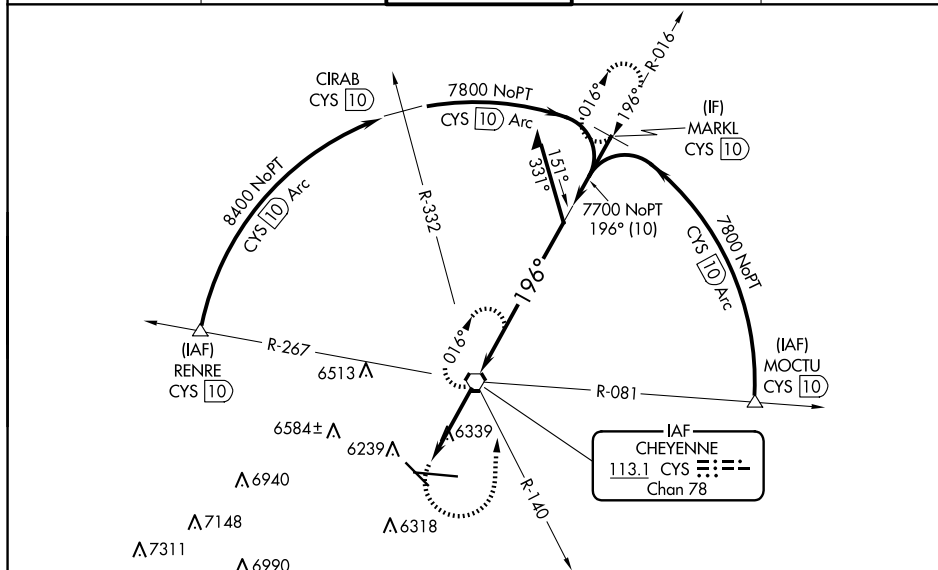 CIRAB
CYS 10
7800 NoPT
CYS 10 Arc
016°
196°
R-016
(IF)
MARKL
CYS 10
8400 NoPT
CYS 10 Arc
R-332
151°
331°
7700 NoPT
196° (10)
7800 NoPT
CYS 10 Arc
196°
016°
(IAF)
RENRE
CYS 10
R-267
6513
R-081
(IAF)
MOCTU
CYS 10
6584±
6239
6339
IAF
CHEYENNE
113.1 CYS
Chan 78
R-140
6940
7148
6318
7311
6990